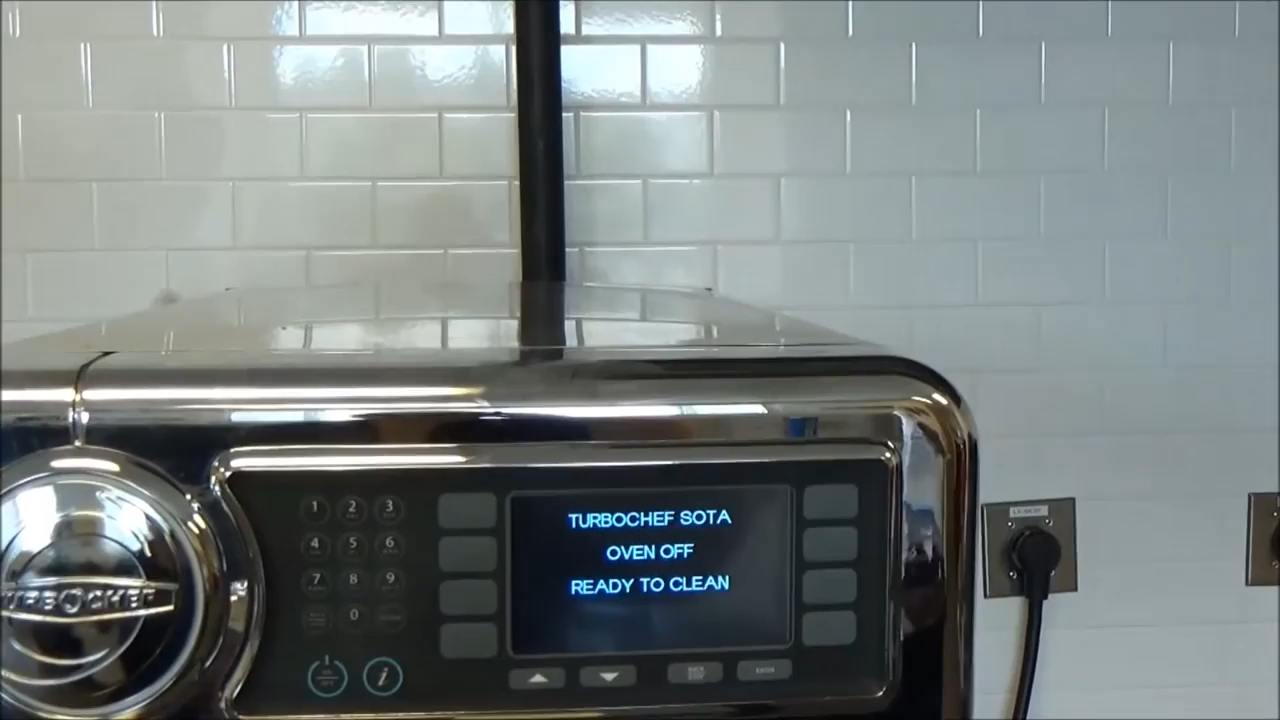 TURBOCHEF SOTA
OVEN OFF
READY TO CLEAN
1 2 3
4 5 6
7 8 9
0
i
TURBOCHEF